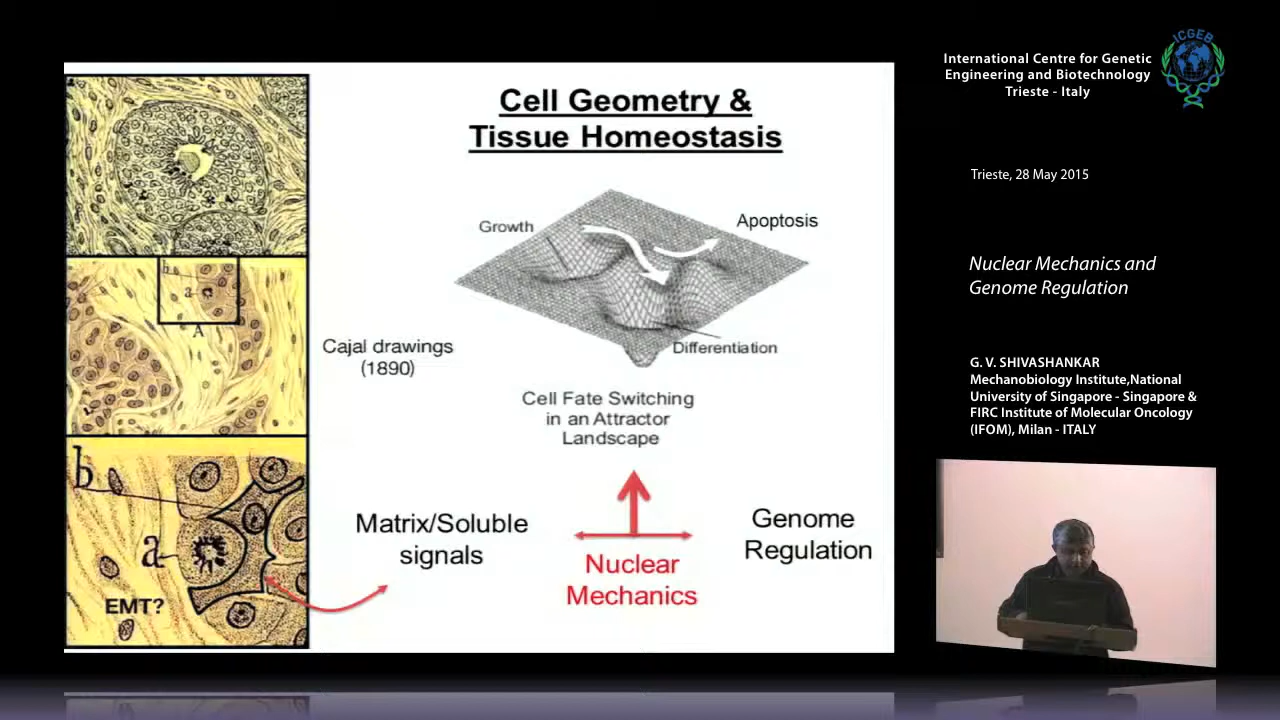 Cell Geometry &
Tissue Homeostasis
Growth
Apoptosis
Differentiation
Cajal drawings
(1890)
Cell Fate Switching
in an Attractor
Landscape
b
a
A
b
a
EMT?
Matrix/Soluble
signals
Nuclear
Mechanics
Genome
Regulation
ICGEB
International Centre for Genetic
Engineering and Biotechnology
Trieste - Italy
Trieste, 28 May 2015
Nuclear Mechanics and
Genome Regulation
G. V. SHIVASHANKAR
Mechanobiology Institute,National
University of Singapore - Singapore &
FIRC Institute of Molecular Oncology
(IFOM), Milan - ITALY